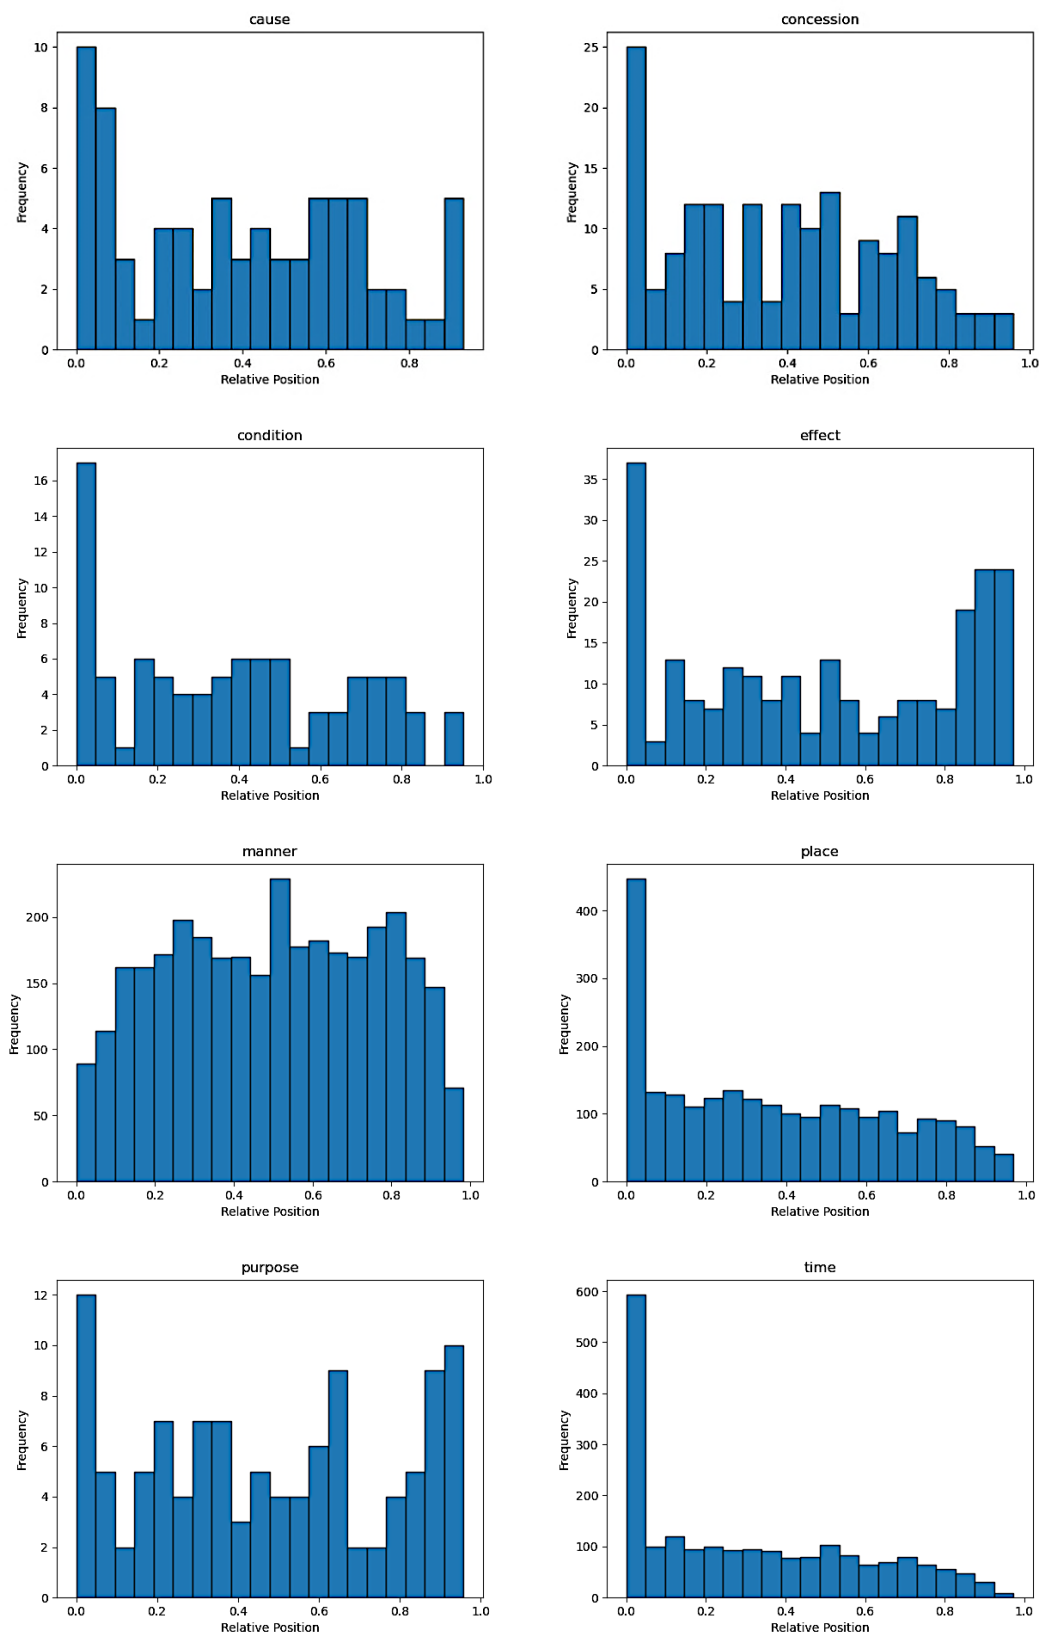 cause
10
8
6
4
2
0
Frequency
0.0 0.2 0.4 0.6 0.8
Relative Position
concession
25
20
15
10
5
0
Frequency
0.0 0.2 0.4 0.6 0.8 1.0
Relative Position
condition
16
14
12
10
8
6
4
2
0
Frequency
0.0 0.2 0.4 0.6 0.8 1.0
Relative Position
effect
35
30
25
20
15
10
5
0
Frequency
0.0 0.2 0.4 0.6 0.8 1.0
Relative Position
manner
200
150
100
50
0
Frequency
0.0 0.2 0.4 0.6 0.8 1.0
Relative Position
place
400
300
200
100
0
Frequency
0.0 0.2 0.4 0.6 0.8 1.0
Relative Position
purpose
12
10
8
6
4
2
0
Frequency
0.0 0.2 0.4 0.6 0.8 1.0
Relative Position
time
600
500
400
300
200
100
0
Frequency
0.0 0.2 0.4 0.6 0.8 1.0
Relative Position